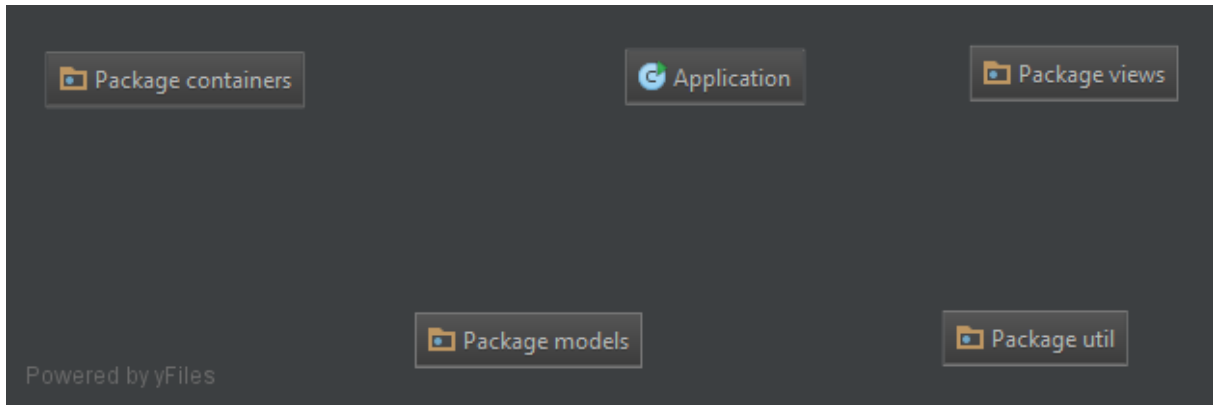 Package containers
Application
Package views
Package models
Package util
Powered by yFiles